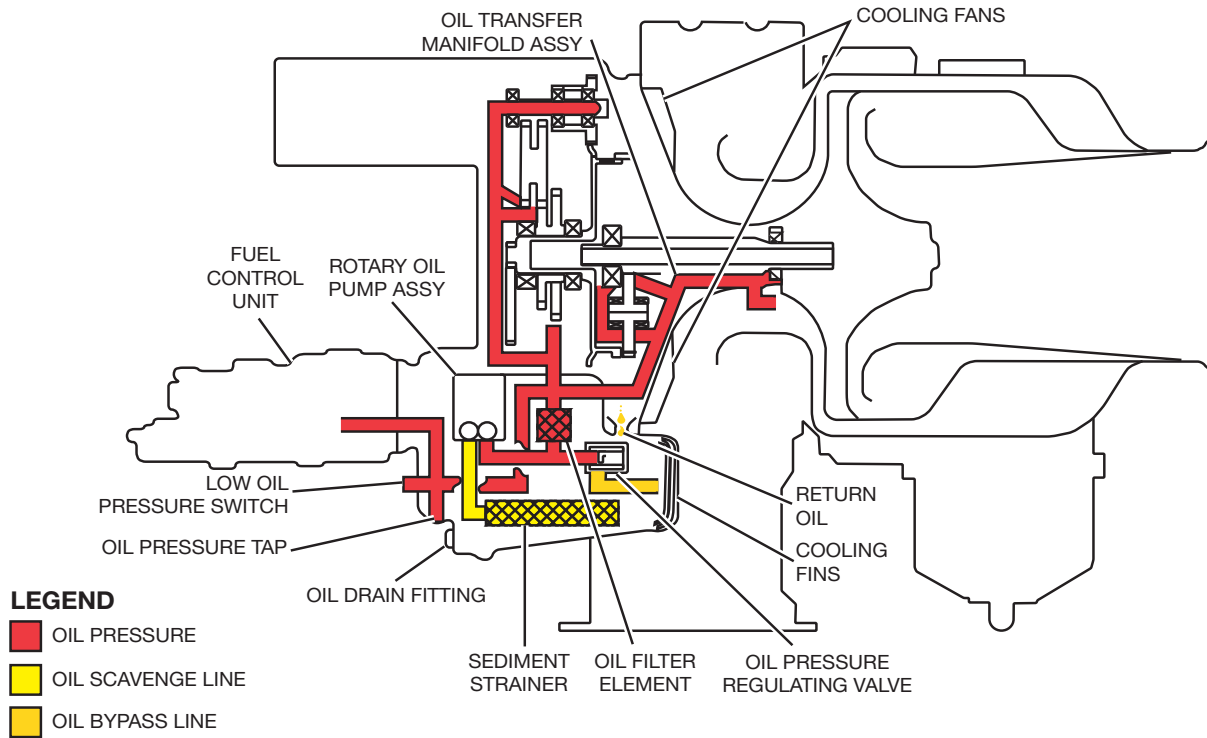 OIL TRANSFER
MANIFOLD ASSY
COOLING FANS
FUEL
CONTROL
UNIT
ROTARY OIL
PUMP ASSY
LOW OIL
PRESSURE SWITCH
OIL PRESSURE TAP
OIL DRAIN FITTING
RETURN
OIL
COOLING
FINS
SEDIMENT
STRAINER
OIL FILTER
ELEMENT
OIL PRESSURE
REGULATING VALVE
LEGEND
OIL PRESSURE
OIL SCAVENGE LINE
OIL BYPASS LINE